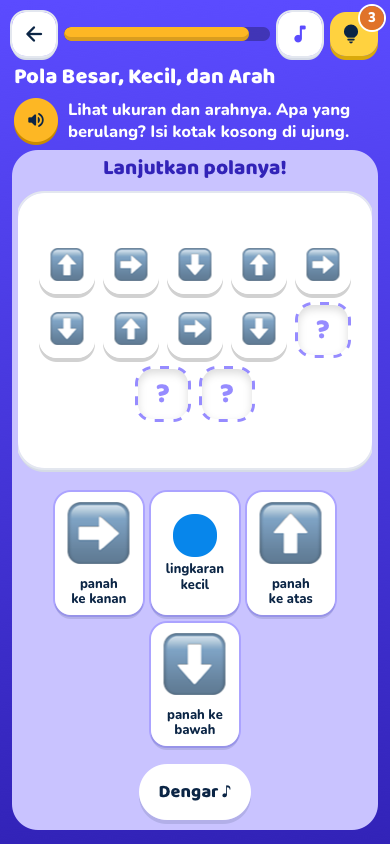 3
Pola Besar, Kecil, dan Arah
Lihat ukuran dan arahnya. Apa yang
berulang? Isi kotak kosong di ujung.
Lanjutkan polanya!
?
? ?
panah
ke kanan
lingkaran
kecil
panah
ke atas
panah ke
bawah
Dengar ♪